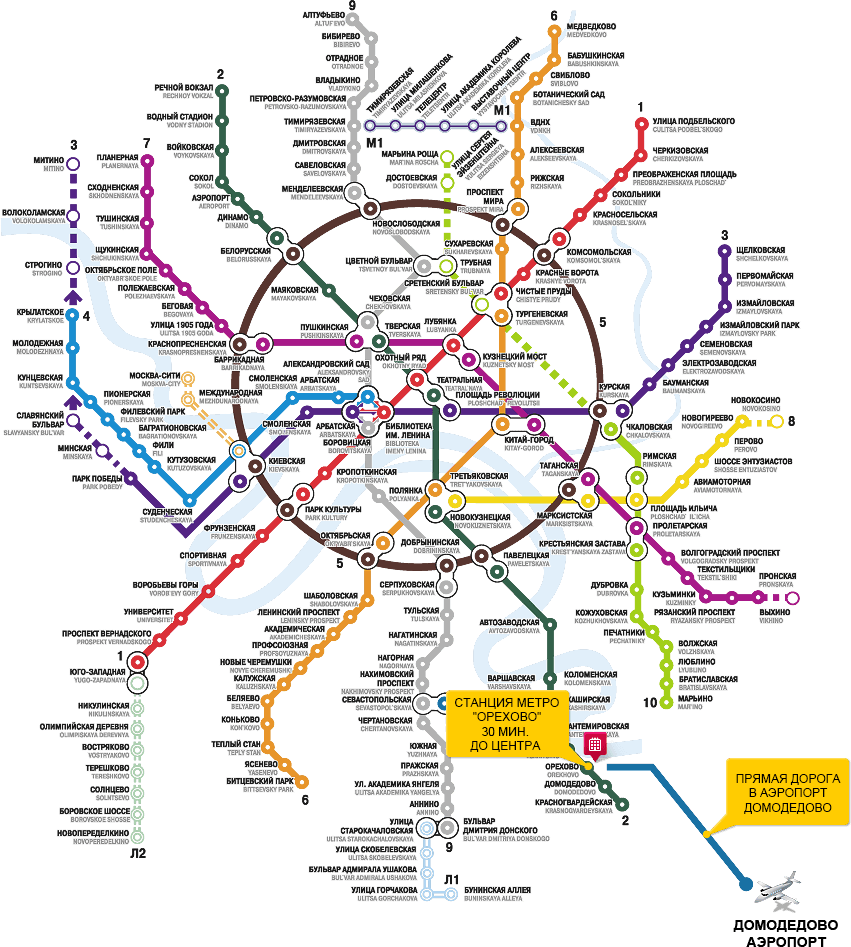 9
АЛТУФЬЕВО
ALTUF'EVO
БИБИРЕВО
BIBIREVO
ОТРАДНОЕ
OTRADNOE
ВЛАДЫКИНО
VLADYKINO
ПЕТРОВСКО-РАЗУМОВСКАЯ
PETROVSKO-RAZUMOVSKAYA
ТИМИРЯЗЕВСКАЯ
TIMIRYAZEVSKAYA
ДМИТРОВСКАЯ
DMITROVSKAYA
САВЕЛОВСКАЯ
SAVELOVSKAYA
МЕНДЕЛЕЕВСКАЯ
MENDELEEVSKAYA
ТИМИРЯЗЕВСКАЯ
TIMIRYAZEVSKAYA
УЛИЦА МИЛАШЕНКОВА
ULITSA MILASHENKOVA
ТЕЛЕЦЕНТР
TELETSENTR
УЛИЦА АКАДЕМИКА КОРОЛЕВА
ULITSA AKADEMIKA KOROLEVA
ВЫСТАВОЧНЫЙ ЦЕНТР
VYSTAVOCHNIY TSENTR
УЛИЦА СЕРГЕЯ
ЭЙЗЕНШТЕЙНА
M1
M1
6
МЕДВЕДКОВО
MEDVEDKOVO
БАБУШКИНСКАЯ
BABUSHKINSKAYA
СВИБЛОВО
SVIBLOVO
БОТАНИЧЕСКИЙ САД
BOTANICHESKY SAD
ВДНХ
VDNKH
АЛЕКСЕЕВСКАЯ
ALEKSEEVSKAYA
РИЖСКАЯ
RIZHSKAYA
ПРОСПЕКТ
МИРА
PROSPEKT MIRA
1
УЛИЦА ПОДБЕЛЬСКОГО
CULITSA PODBEL'SKOGO
ЧЕРКИЗОВСКАЯ
CHERKIZOVSKAYA
ПРЕОБРАЖЕНСКАЯ ПЛОЩАДЬ
PREOBRAZHENSKAYA PLOSCHAD'
СОКОЛЬНИКИ
SOKOL'NIKY
КРАСНОСЕЛЬСКАЯ
KRASNOSEL'SKAYA
КОМСОМОЛЬСКАЯ
KOMSOMOL'SKAYA
КРАСНЫЕ ВОРОТА
KRASNYE VOROTA
ЧИСТЫЕ ПРУДЫ
CHISTYE PRUDY
2
РЕЧНОЙ ВОКЗАЛ
RECHNOY VOKZAL
ВОДНЫЙ СТАДИОН
VODNY STADION
ВОЙКОВСКАЯ
VOYKOVSKAYA
СОКОЛ
SOKOL
АЭРОПОРТ
AEROPORT
ДИНАМО
DINAMO
БЕЛОРУССКАЯ
BELORUSSKAYA
МАЯКОВСКАЯ
MAYAKOVSKAYA
7
ПЛАНЕРНАЯ
PLANERNAYA
СХОДНЕНСКАЯ
SKHODNENSKAYA
ТУШИНСКАЯ
TUSHINSKAYA
ЩУКИНСКАЯ
SHCHUKINSKAYA
ОКТЯБРЬСКОЕ ПОЛЕ
OKTYABR'SKOE POLE
ПОЛЕЖАЕВСКАЯ
POLEZHAEVSKAYA
БЕГОВАЯ
BEGOVAYA
УЛИЦА 1905 ГОДА
ULITSA 1905 GODA
КРАСНОПРЕСНЕНСКАЯ
KRASNOPRESNENSKAYA
БАРРИКАДНАЯ
BARRIKADNAYA
3
МИТИНО
MITINO
ВОЛОКОЛАМСКАЯ
VOLOKOLAMSKAYA
СТРОГИНО
STROGINO
КРЫЛАТСКОЕ
KRYLATSKOE
4
МОЛОДЕЖНАЯ
MOLODEZHNAYA
КУНЦЕВСКАЯ
KUNTSEVSKAYA
СЛАВЯНСКИЙ
БУЛЬВАР
SLAVYANSKY BUL'VAR
МИНСКАЯ
MINSKAYA
ПАРК ПОБЕДЫ
PARK POBEDY
МОСКВА-СИТИ
MOSKVA-CITY
МЕЖДУНАРОДНАЯ
MEZHDUNARODNAYA
ПИОНЕРСКАЯ
PIONERSKAYA
ФИЛЕВСКИЙ ПАРК
FILEVSKY PARK
БАГРАТИОНОВСКАЯ
BAGRATIONOVSKAYA
ФИЛИ
FILI
КУТУЗОВСКАЯ
KUTUZOVSKAYA
СУДЕНЧЕСКАЯ
STUDENCHESKAYA
КИЕВСКАЯ
KIEVSKAYA
МАРЬИНА РОЩА
MARINA ROSCHA
ДОСТОЕВСКАЯ
DOSTOEVSKAYA
НОВОСЛОБОДСКАЯ
NOVOSLOBODSKAYA
ЦВЕТНОЙ БУЛЬВАР
TSVETNOY BUL'VAR
ТРУБНАЯ
TRUBNAYA
СУХАРЕВСКАЯ
SUKHAREVSKAYA
СРЕТЕНСКИЙ БУЛЬВАР
SRETENSKY BUL'VAR
ТУРГЕНЕВСКАЯ
TURGENEVSKAYA
ЧЕХОВСКАЯ
CHEKHOVSKAYA
ПУШКИНСКАЯ
PUSHKINSKAYA
ТВЕРСКАЯ
TVERSKAYA
ЛУБЯНКА
LUBYANKA
КУЗНЕЦКИЙ МОСТ
KUZNETSKY MOST
ОХОТНЫЙ РЯД
OKHOTNY RYAD
ТЕАТРАЛЬНАЯ
TEATRAL'NAYA
ПЛОЩАДЬ РЕВОЛЮЦИИ
PLOSHCHAD' REVOLUTSII
АЛЕКСАНДРОВСКИЙ САД
ALEKSANDROVSKY
SAD
СМОЛЕНСКАЯ
SMOLENSKAYA
АРБАТСКАЯ
ARBATSKAYA
СМОЛЕНСКАЯ
SMOLENSKAYA
АРБАТСКАЯ
ARBATSKAYA
БИБЛИОТЕКА
ИМ. ЛЕНИНА
BIBLIOTEKA
IMENY LENINA
БОРОВИЦКАЯ
BOROVITSKAYA
КРОПОТКИНСКАЯ
KROPOTKINSKAYA
КИТАЙ-ГОРОД
KITAY-GOROD
3
ЩЕЛКОВСКАЯ
SHCHELKOVSKAYA
ПЕРВОМАЙСКАЯ
PERVOMAYSKAYA
ИЗМАЙЛОВСКАЯ
IZMAYLOVSKAYA
ИЗМАЙЛОВСКИЙ ПАРК
IZMAYLOVSKY PARK
СЕМЕНОВСКАЯ
SEMENOVSKAYA
ЭЛЕКТРОЗАВОДСКАЯ
ELEKTROZAVODSKAYA
БАУМАНСКАЯ
BAUMANSKAYA
КУРСКАЯ
KURSKAYA
5
ЧКАЛОВСКАЯ
CHKALOVSKAYA
НОВОКОСИНО
NOVOKOSINO
8
НОВОГИРЕЕВО
NOVOGIREEVO
ПЕРОВО
PEROVO
ШОССЕ ЭНТУЗИАСТОВ
SHOSSE ENTUZIASTOV
АВИАМОТОРНАЯ
AVIAMOTORNAYA
РИМСКАЯ
RIMSKAYA
ПЛОЩАДЬ ИЛЬИЧА
PLOSHCHAD' IL'ICHA
ТАГАНСКАЯ
TAGANSKAYA
МАРКСИСТСКАЯ
MARKSISTSKAYA
ПРОЛЕТАРСКАЯ
PROLETARSKAYA
КРЕСТЬЯНСКАЯ ЗАСТАВА
KREST'YANSKAYA ZASTAVA
ВОЛГОГРАДСКИЙ ПРОСПЕКТ
VOLGOGRADSKY PROSPEKT
ТЕКСТИЛЬЩИКИ
TEKSTIL'SHIKI
КУЗЬМИНКИ
KUZMINKY
РЯЗАНСКИЙ ПРОСПЕКТ
RYAZANSKY PROSPEKT
ПРОНСКАЯ
PRONSKAYA
ВЫХИНО
VIKHINO
ДУБРОВКА
DUBROVKA
КОЖУХОВСКАЯ
KOZHUKHOVSKAYA
ПЕЧАТНИКИ
PECHATNIKY
ВОЛЖСКАЯ
VOLZHSKAYA
ЛЮБЛИНО
LYUBLINO
БРАТИСЛАВСКАЯ
BRATISLAVSKAYA
10
МАРЬИНО
MAR'INO
ТРЕТЬЯКОВСКАЯ
TRET'YAKOVSKAYA
ПОЛЯНКА
POLYANKA
НОВОКУЗНЕЦКАЯ
NOVOKUZNETSKAYA
ПАРК КУЛЬТУРЫ
PARK KULTURY
ОКТЯБРЬСКАЯ
OKTYABR'SKAYA
5
ДОБРЫНИНСКАЯ
DOBRININSKAYA
СЕРПУХОВСКАЯ
SERPUKHOVSKAYA
ПАВЕЛЕЦКАЯ
PAVELETSKAYA
АВТОЗАВОДСКАЯ
AVTOZAVODSKAYA
КОЛОМЕНСКАЯ
KOLOMENSKAYA
ФРУНЗЕНСКАЯ
FRUNZENSKAYA
СПОРТИВНАЯ
SPORTIVNAYA
ВОРОБЬЕВЫ ГОРЫ
VOROB'EVY GORY
УНИВЕРСИТЕТ
UNIVERSITET
ПРОСПЕКТ ВЕРНАДСКОГО
PROSPEKT VERNADSKOGO
1
ЮГО-ЗАПАДНАЯ
YUGO-ZAPADNAYA
НИКУЛИНСКАЯ
NIKULINSKAYA
ОЛИМПИЙСКАЯ ДЕРЕВНЯ
OLIMPISKAYA DEREVNYA
ВОСТРЯКОВО
VOSTRYAKOVO
ТЕРЕШКОВО
TERESHKOVO
СОЛНЦЕВО
SOLNTSEVO
БОРОВСКОЕ ШОССЕ
BOROVSKOE SHOSSE
НОВОПЕРЕДЕЛКИНО
NOVOPEREDELKINO
Л2
ШАБОЛОВСКАЯ
SHABOLOVSKAYA
ЛЕНИНСКИЙ ПРОСПЕКТ
LENINSKY PROSPEKT
АКАДЕМИЧЕСКАЯ
AKADEMICHESKAYA
ПРОФСОЮЗНАЯ
PROFSOYUZNAYA
НОВЫЕ ЧЕРЕМУШКИ
NOVYE CHEREMUSHKI
КАЛУЖСКАЯ
KALUZHSKAYA
БЕЛЯЕВО
BELYAEVO
КОНЬКОВО
KON'KOVO
ТЕПЛЫЙ СТАН
TEPLY STAN
ЯСЕНЕВО
YASENEVO
БИТЦЕВСКИЙ ПАРК
BITTSEVSKY PARK
6
ТУЛЬСКАЯ
TULSKAYA
НАГАТИНСКАЯ
NAGATINSKAYA
НАГОРНАЯ
NAGORNAYA
НАХИМОВСКИЙ
ПРОСПЕКТ
NAKHIMOVSKY PROSPEKT
СЕВАСТОПОЛЬСКАЯ
SEVASTOPOL'SKAYA
ЧЕРТАНОВСКАЯ
CHERTANOVSKAYA
ЮЖНАЯ
YUZHNAYA
ПРАЖСКАЯ
PRAZHSKAYA
УЛ. АКАДЕМИКА ЯНГЕЛЯ
ULITSA AKADEMIKA YANGELYA
АННИНО
ANNINO
УЛИЦА
СТАРОКАЧАЛОВСКАЯ
ULITSA STAROKACHALOVSKAYA
БУЛЬВАР
ДМИТРИЯ ДОНСКОГО
BUL'VAR DMITRIYA DONSKOGO
9
УЛИЦА СКОБЕЛЕВСКАЯ
ULITSA SKOBELEVSKAYA
БУЛЬВАР АДМИРАЛА УШАКОВА
BUL'VAR ADMIRALA USHAKOVA
УЛИЦА ГОРЧАКОВА
ULITSA GORCHAKOVA
Л1
БУНИНСКАЯ АЛЛЕЯ
BUNINSKAYA ALLEYA
ВАРШАВСКАЯ
VARSHAVSKAYA
СТАНЦИЯ МЕТРО
"ОРЕХОВО"
30 МИН.
ДО ЦЕНТРА
ОРЕХОВО
OREKHOVO
ДОМОДЕДОВО
DOMODEDOVO
КРАСНОГВАРДЕЙСКАЯ
KRASNOGVARDEYSKAYA
2
ПРЯМАЯ ДОРОГА
В АЭРОПОРТ
ДОМОДЕДОВО
ДОМОДЕДОВО
АЭРОПОРТ